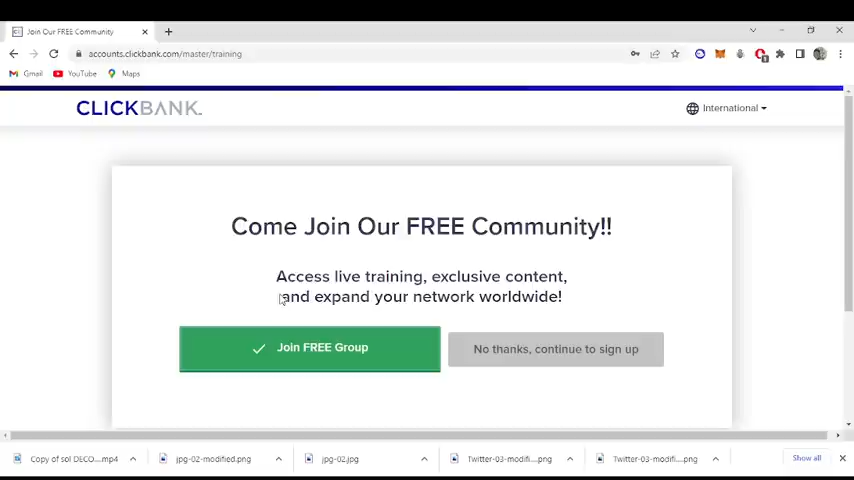 Join Our FREE Community
accounts.clickbank.com/master/training
Gmail YouTube Maps
CLICKBANK.
International
Come Join Our FREE Community!!
Access live training, exclusive content,
and expand your network worldwide!
Join FREE Group
No thanks, continue to sign up
Copy of sol DECO....mp4
jpg-02-modified.png
jpg-02.jpg
Twitter-03-modifi....png
Twitter-03-modifi....png
Show all